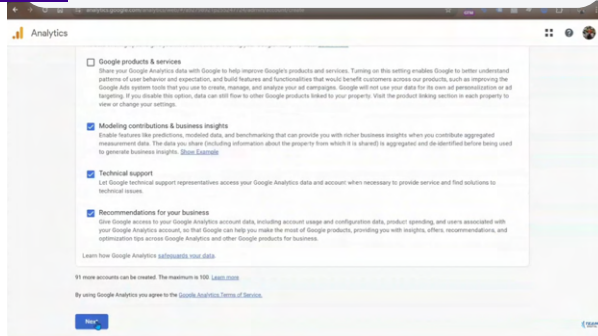 Analytics
Google products & services
Share your Google Analytics data with Google to help improve Google's products and services. Turning on this setting enables Google to better understand
patterns of user behavior and expectation, and build features and functionalities that would benefit customers across our products, such as improving the
Google Ads system tools that you use to create, manage, and analyze your ad campaigns. Google will not use your data for its own ad personalization or ad
targeting. If you disable this option, data can still flow to other Google products linked to your property. Visit the product linking section in each property to
view or change your settings.
Modeling contributions & business insights
Enable features like predictions, modeled data, and benchmarking that can provide you with richer business insights when you contribute aggregated
measurement data. The data you share (including information about the property from which it is shared) is aggregated and de-identified before being used
to generate business insights. Show Example
Technical support
Let Google technical support representatives access your Google Analytics data and account when necessary to provide service and find solutions to
technical issues.
Recommendations for your business
Give Google access to your Google Analytics account data, including account usage and configuration data, product spending, and users associated with
your Google Analytics account, so that Google can help you make the most of Google products, providing you with insights, offers, recommendations, and
optimization tips across Google Analytics and other Google products for business.
Learn how Google Analytics safeguards your data.
91 more accounts can be created. The maximum is 100. Learn more
By using Google Analytics you agree to the Google Analytics Terms of Service.
Next
TEAM